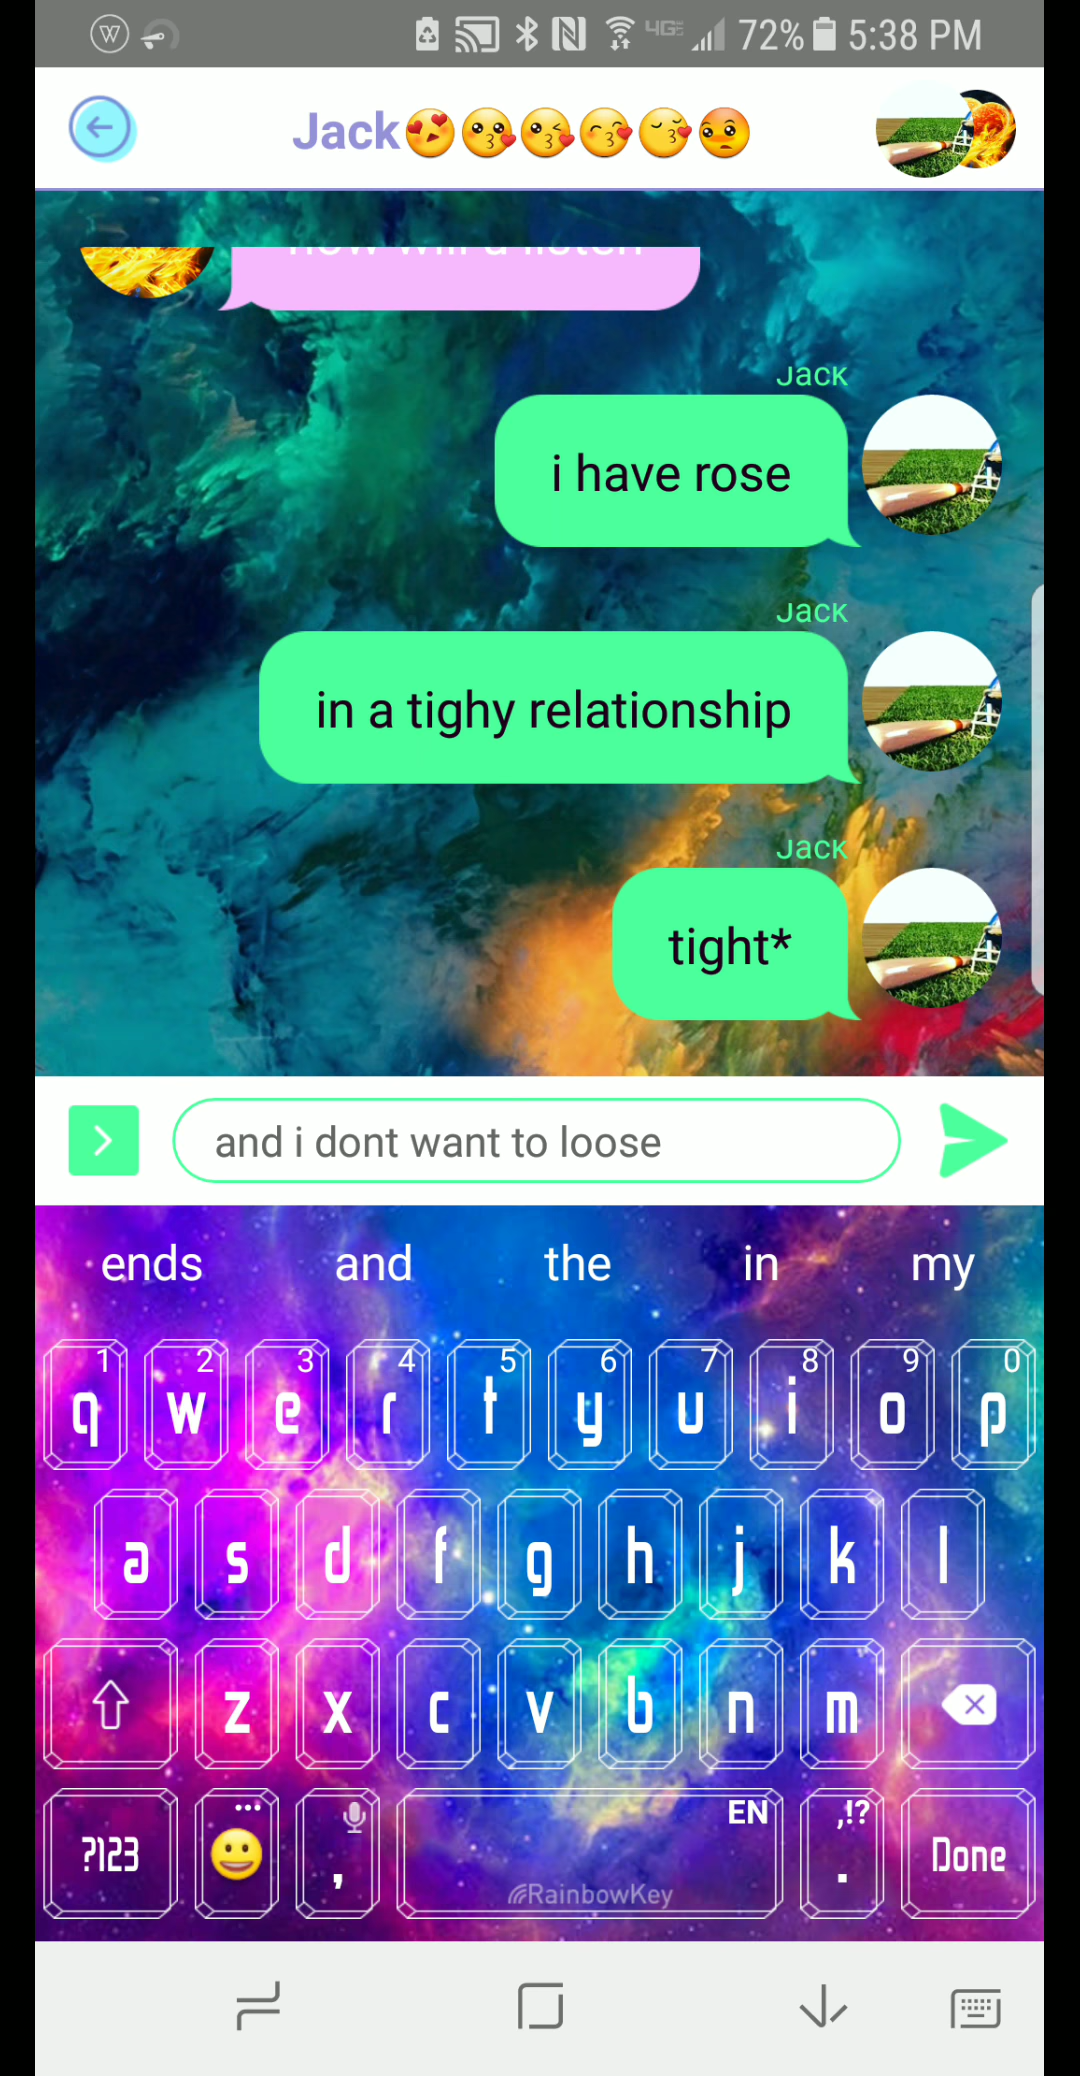 W 4G 72% 5:38 PM
Jack😍🥰😘😙😚😳
i have rose
Jack
in a tighy relationship
Jack
tight*
Jack
and i dont want to loose
ends and the in my
1 2 3 4 5 6 7 8 9 0
q w e r t y u i o p
a s d f g h j k l
z x c v b n m
... EN ,!?
?123 , . Done
RainbowKey